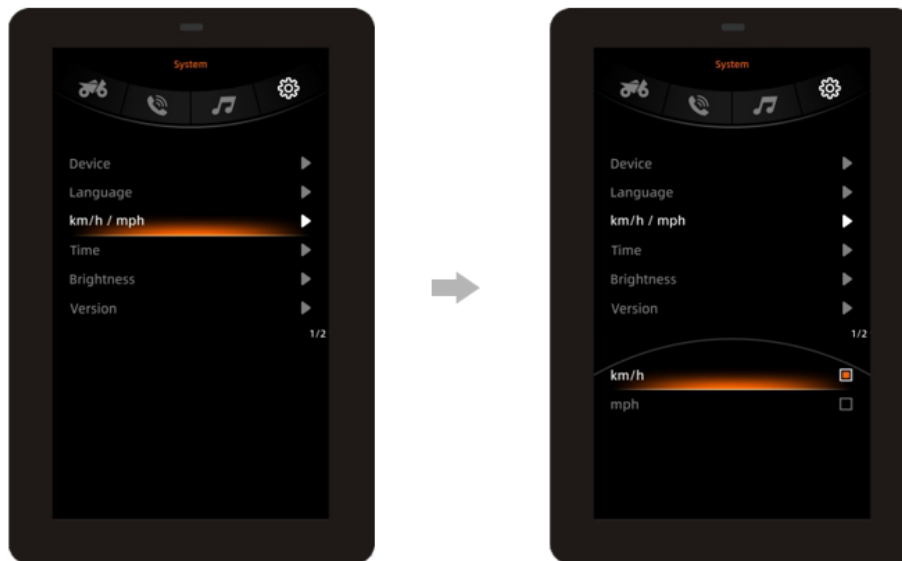 System
Device
Language
km/h / mph
Time
Brightness
Version
1/2
System
Device
Language
km/h / mph
Time
Brightness
Version
1/2
km/h
mph